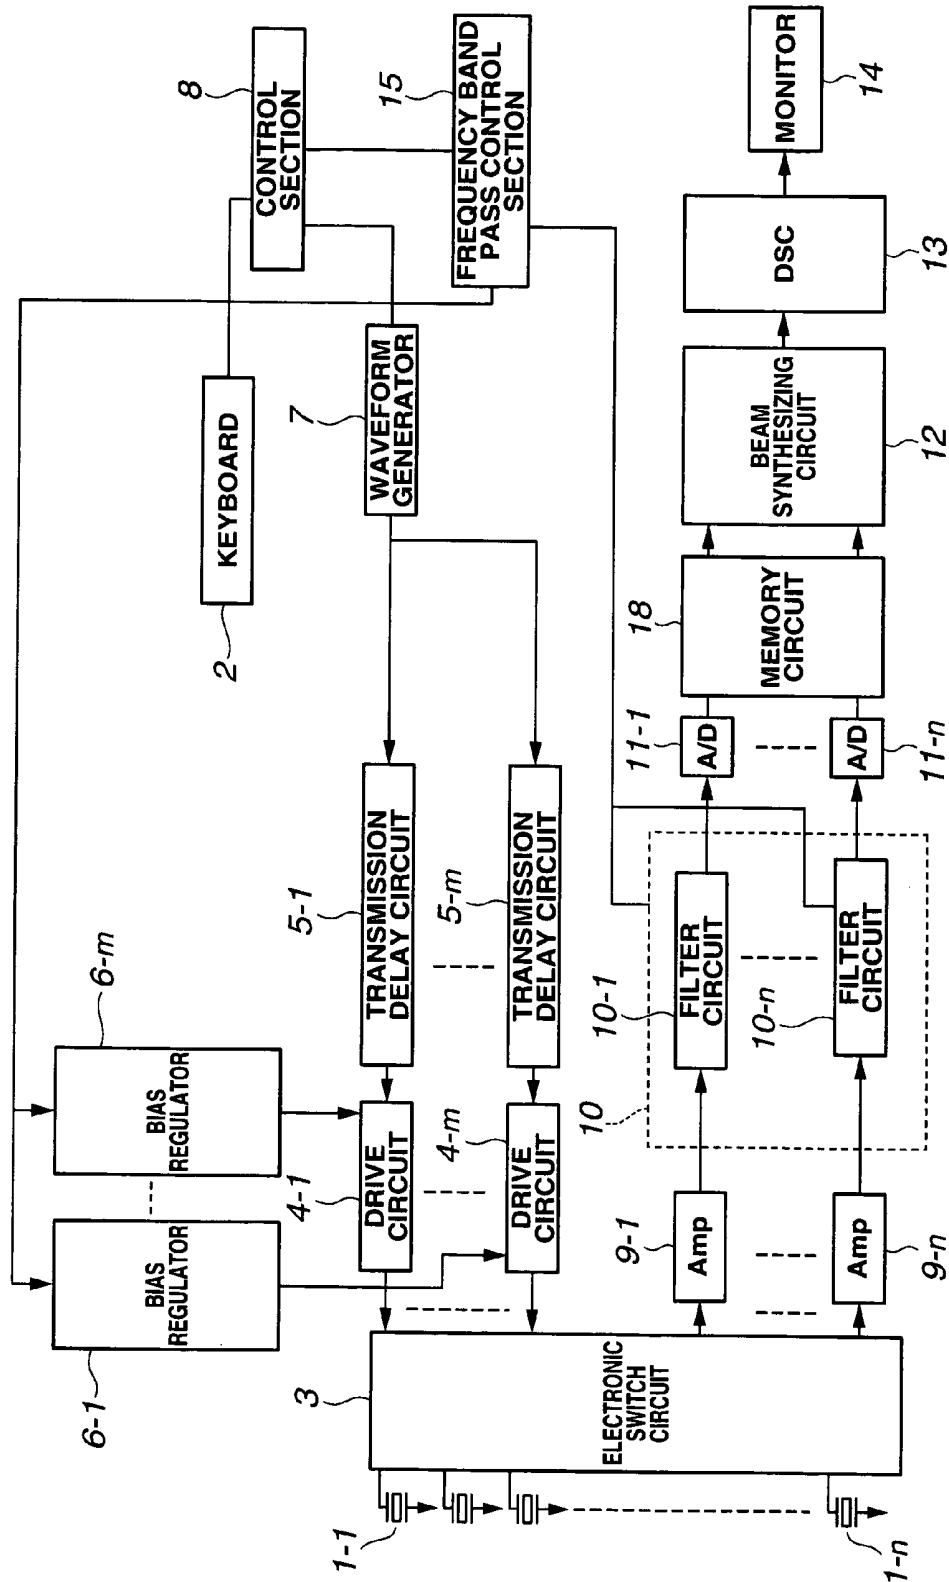 6-1
BIAS
REGULATOR
6-m
BIAS
REGULATOR
2
KEYBOARD
8
CONTROL
SECTION
3
ELECTRONIC
SWITCH
CIRCUIT
1-1
1-n
4-1
DRIVE
CIRCUIT
5-1
TRANSMISSION
DELAY CIRCUIT
7
WAVEFORM
GENERATOR
15
FREQUENCY BAND
PASS CONTROL
SECTION
4-m
DRIVE
CIRCUIT
5-m
TRANSMISSION
DELAY CIRCUIT
9-1
Amp
10
10-1
FILTER
CIRCUIT
11-1
A/D
18
MEMORY
CIRCUIT
BEAM
SYNTHESIZING
CIRCUIT
12
DSC
13
MONITOR
14
Amp
9-n
10-n
FILTER
CIRCUIT
A/D
11-n